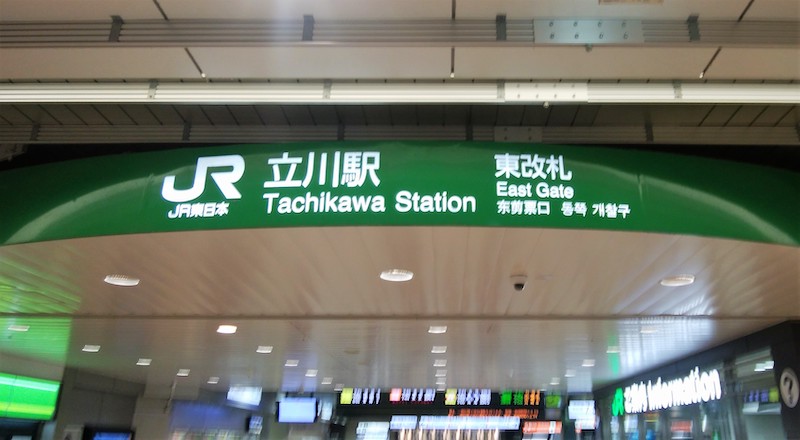 JR
JR東日本
立川駅
Tachikawa Station
東改札
East Gate
东剪票口 동쪽 개찰구
JR
information
?